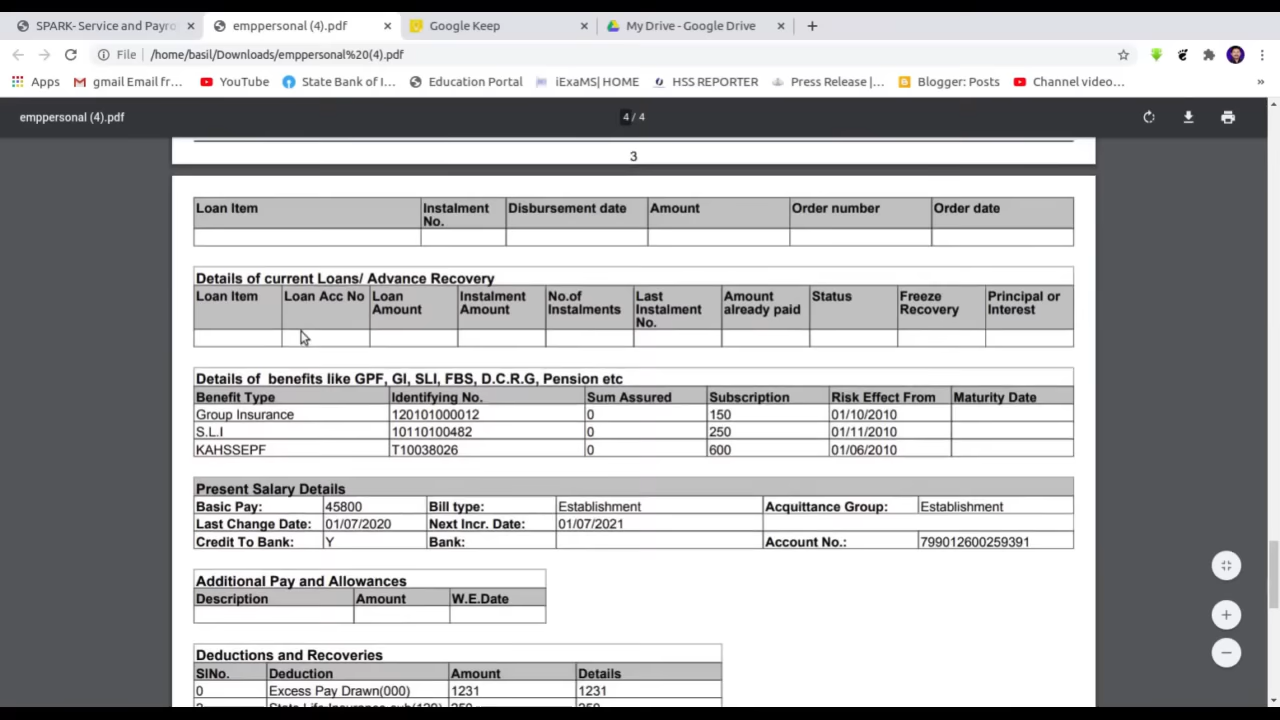 SPARK- Service and Payro
emppersonal (4).pdf
Google Keep
My Drive - Google Drive
File
/home/basil/Downloads/emppersonal%20(4).pdf
Apps
gmail Email fr...
YouTube
State Bank of I...
Education Portal
iExaMS| HOME
HSS REPORTER
Press Release |...
Blogger: Posts
Channel video...
»
emppersonal (4).pdf
4 / 4
3
Loan Item Instalment No. Disbursement date Amount Order number Order date
Details of current Loans/ Advance Recovery
Loan Item Loan Acc No Loan Amount Instalment Amount No.of Instalments Last Instalment No. Amount already paid Status Freeze Recovery Principal or Interest
Details of benefits like GPF, GI, SLI, FBS, D.C.R.G, Pension etc
Benefit Type Identifying No. Sum Assured Subscription Risk Effect From Maturity Date
Group Insurance 120101000012 0 150 01/10/2010
S.L.I 10110100482 0 250 01/11/2010
KAHSSEPF T10038026 0 600 01/06/2010
Present Salary Details
Basic Pay: 45800 Bill type: Establishment Acquittance Group: Establishment
Last Change Date: 01/07/2020 Next Incr. Date: 01/07/2021
Credit To Bank: Y Bank: Account No.: 799012600259391
Additional Pay and Allowances
Description Amount W.E.Date
Deductions and Recoveries
SlNo. Deduction Amount Details
0 Excess Pay Drawn(000) 1231 1231